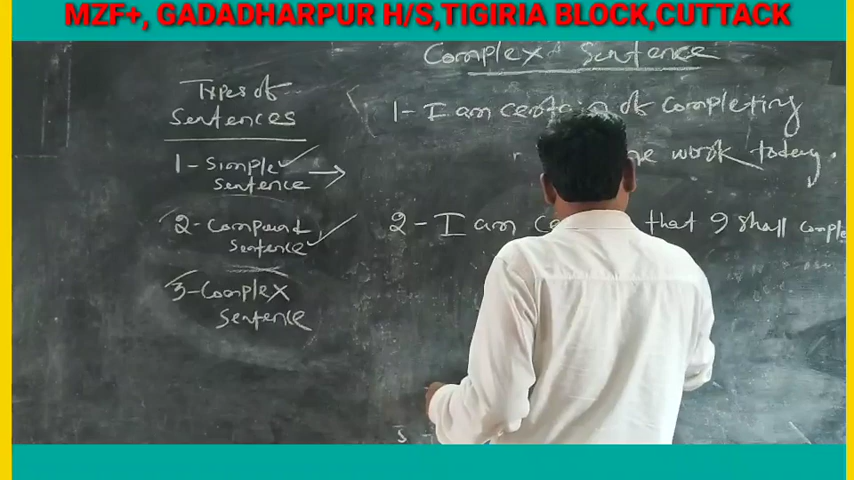 MZF+, GADADHARPUR H/S,TIGIRIA BLOCK,CUTTACK
Complex Sentence
Types of
Sentences
1- Simple
Sentence
2- Compound
Sentence
3- Complex
Sentence
1- I am certain of completing
work today.
2- I am that I shall comple